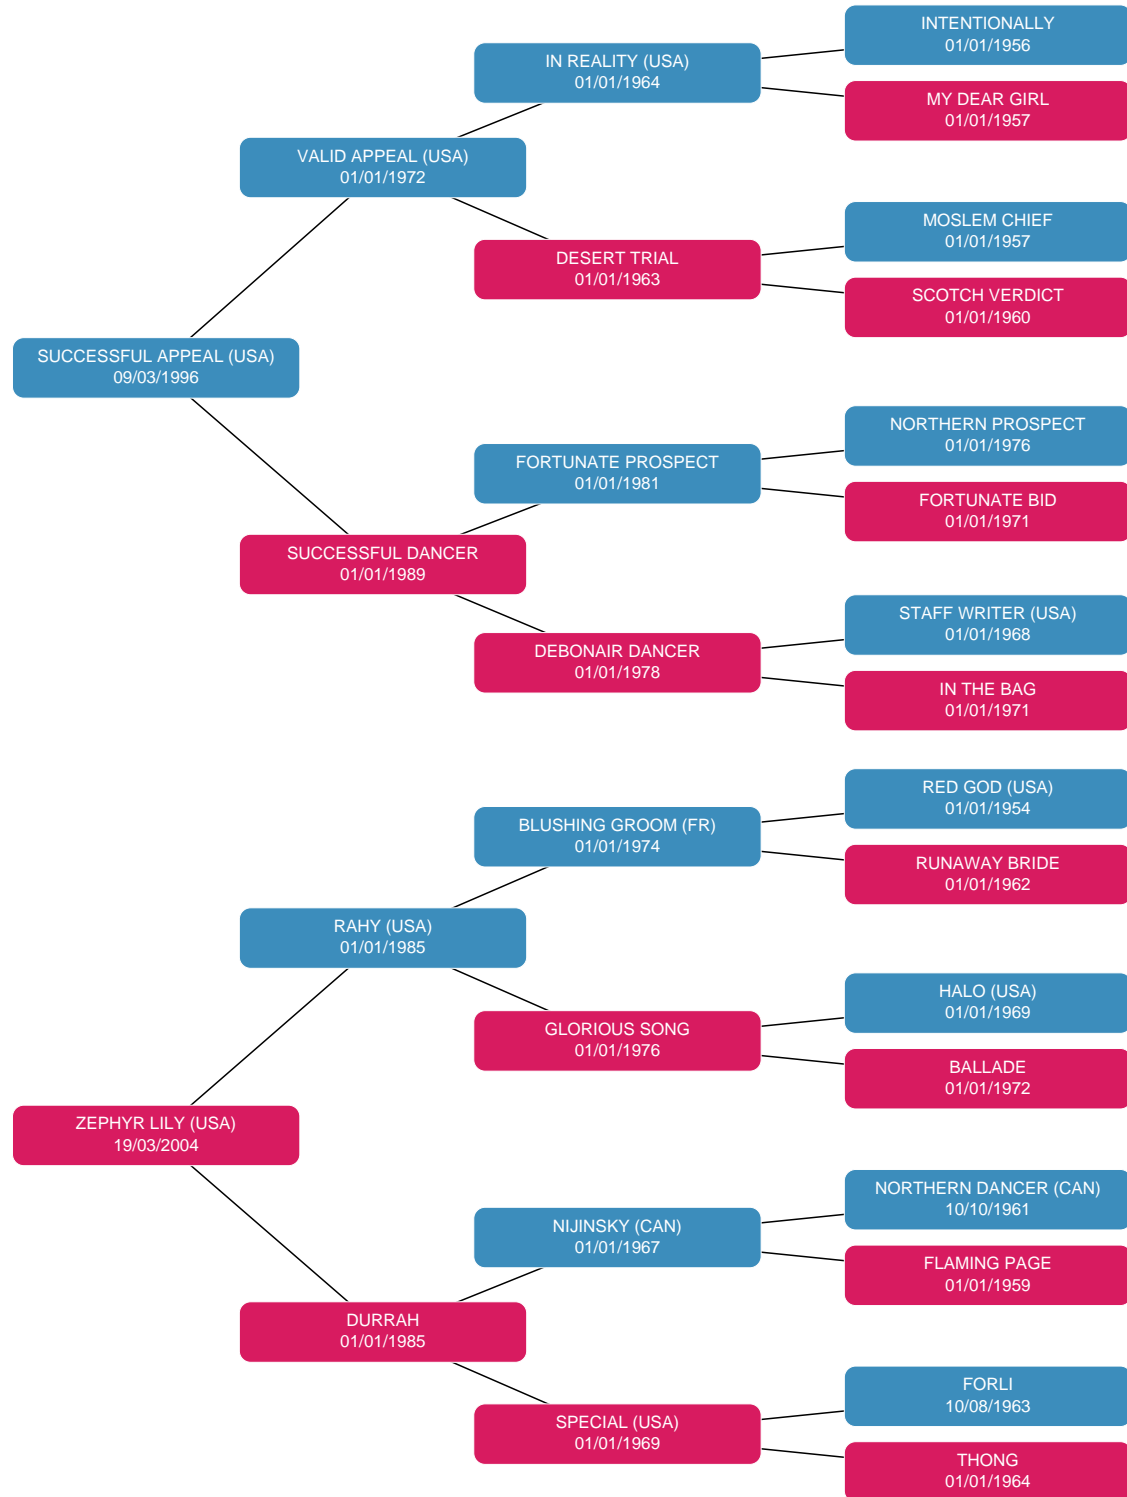 INTENTIONALLY
01/01/1956
IN REALITY (USA)
01/01/1964
MY DEAR GIRL
01/01/1957
VALID APPEAL (USA)
01/01/1972
MOSLEM CHIEF
01/01/1957
DESERT TRIAL
01/01/1963
SCOTCH VERDICT
01/01/1960
SUCCESSFUL APPEAL (USA)
09/03/1996
NORTHERN PROSPECT
01/01/1976
FORTUNATE PROSPECT
01/01/1981
FORTUNATE BID
01/01/1971
SUCCESSFUL DANCER
01/01/1989
STAFF WRITER (USA)
01/01/1968
DEBONAIR DANCER
01/01/1978
IN THE BAG
01/01/1971
RED GOD (USA)
01/01/1954
BLUSHING GROOM (FR)
01/01/1974
RUNAWAY BRIDE
01/01/1962
RAHY (USA)
01/01/1985
HALO (USA)
01/01/1969
GLORIOUS SONG
01/01/1976
BALLADE
01/01/1972
ZEPHYR LILY (USA)
19/03/2004
NORTHERN DANCER (CAN)
10/10/1961
NIJINSKY (CAN)
01/01/1967
FLAMING PAGE
01/01/1959
DURRAH
01/01/1985
FORLI
10/08/1963
SPECIAL (USA)
01/01/1969
THONG
01/01/1964